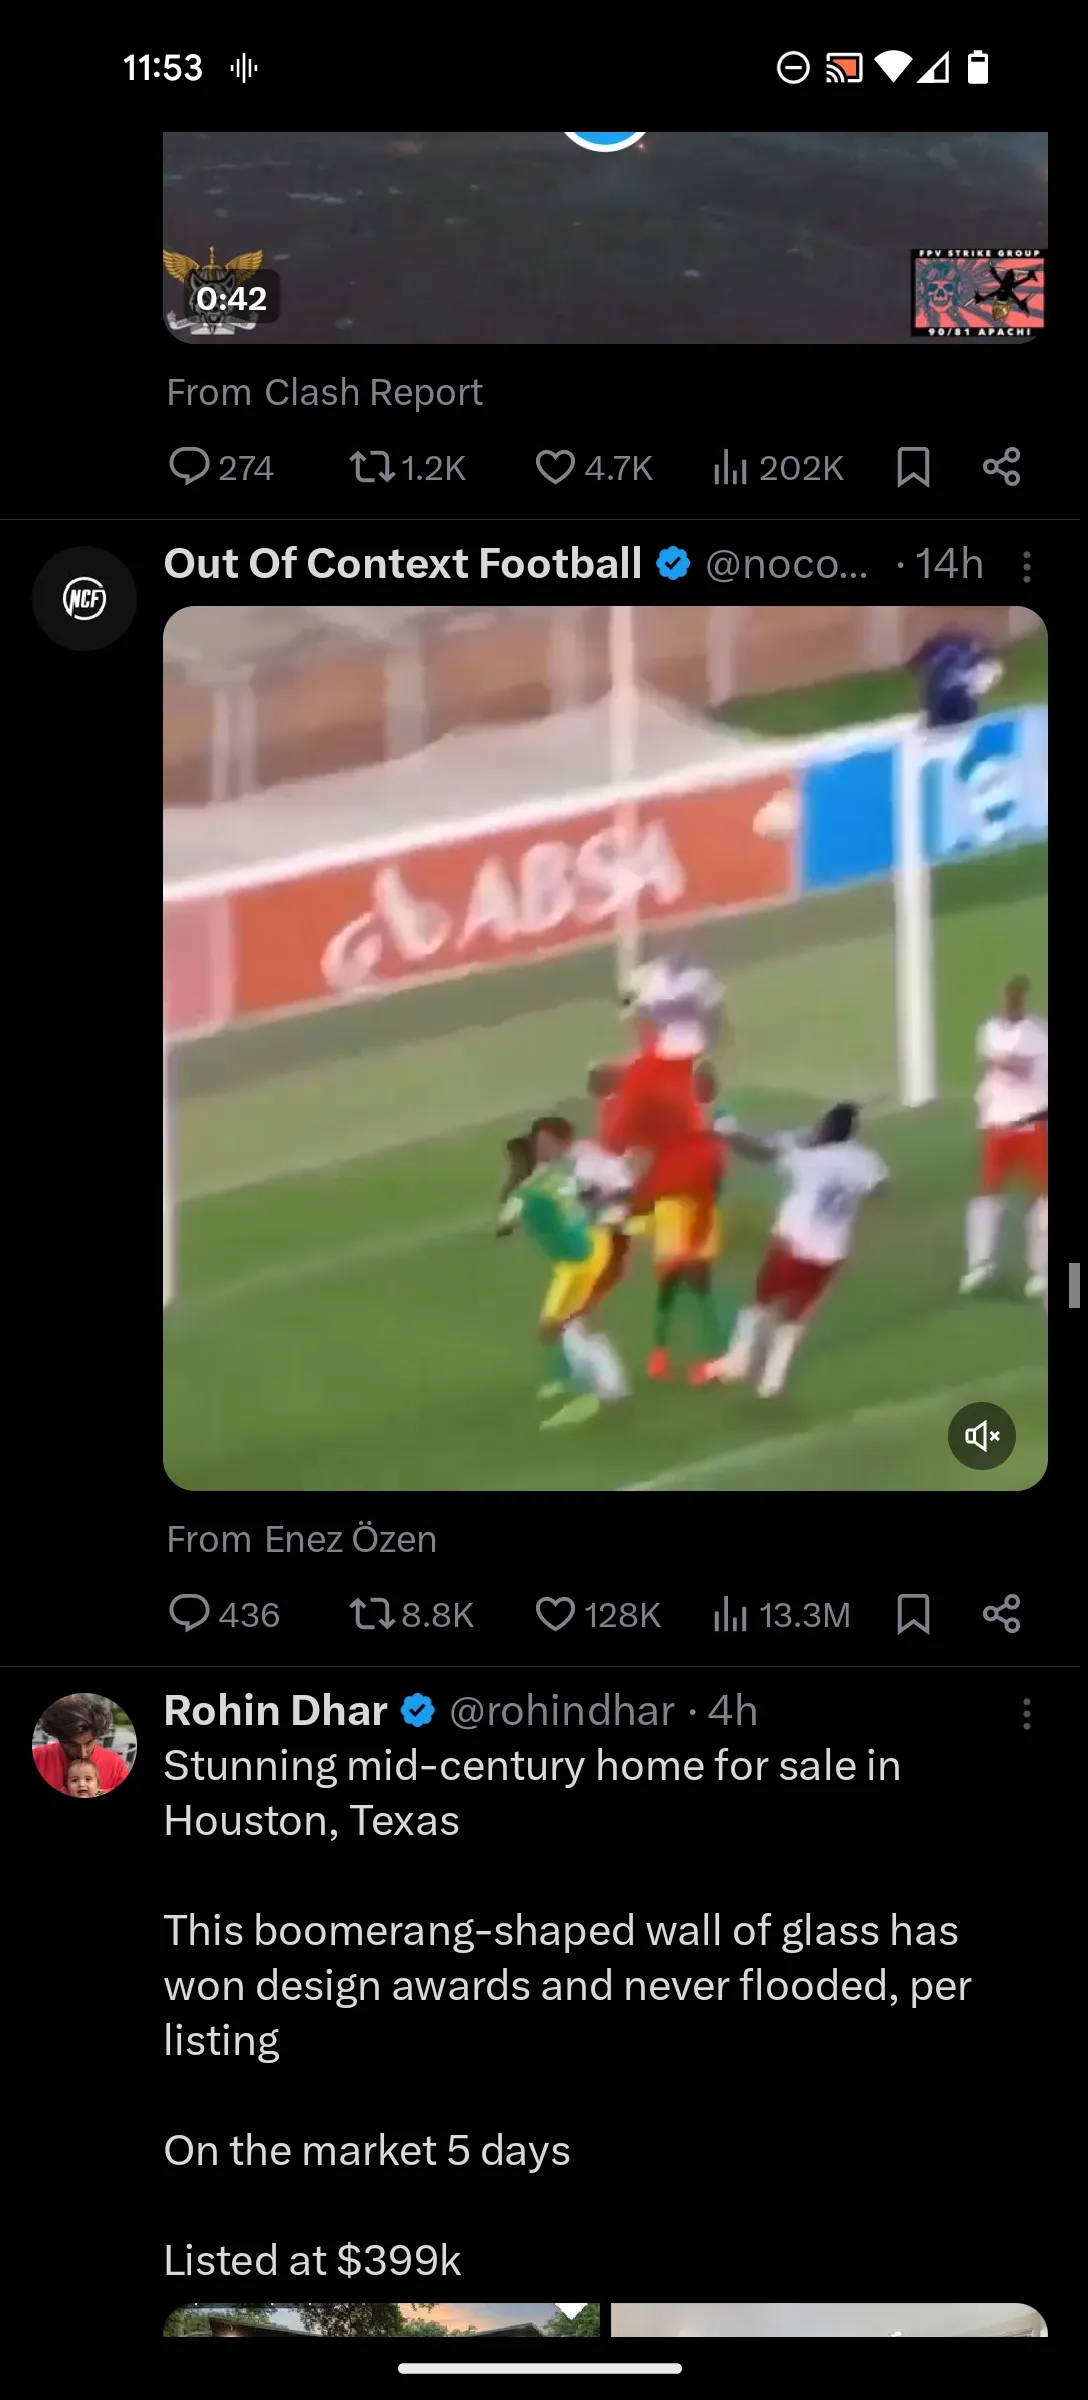 11:53
FPV STRIKE GROUP
0:42
90/81 APACHI
From Clash Report
274 1.2K 4.7K 202K
NCF
Out Of Context Football @noco... · 14h
ABSA
From Enez Özen
436 8.8K 128K 13.3M
Rohin Dhar @rohindhar · 4h
Stunning mid-century home for sale in
Houston, Texas
This boomerang-shaped wall of glass has
won design awards and never flooded, per
listing
On the market 5 days
Listed at $399k